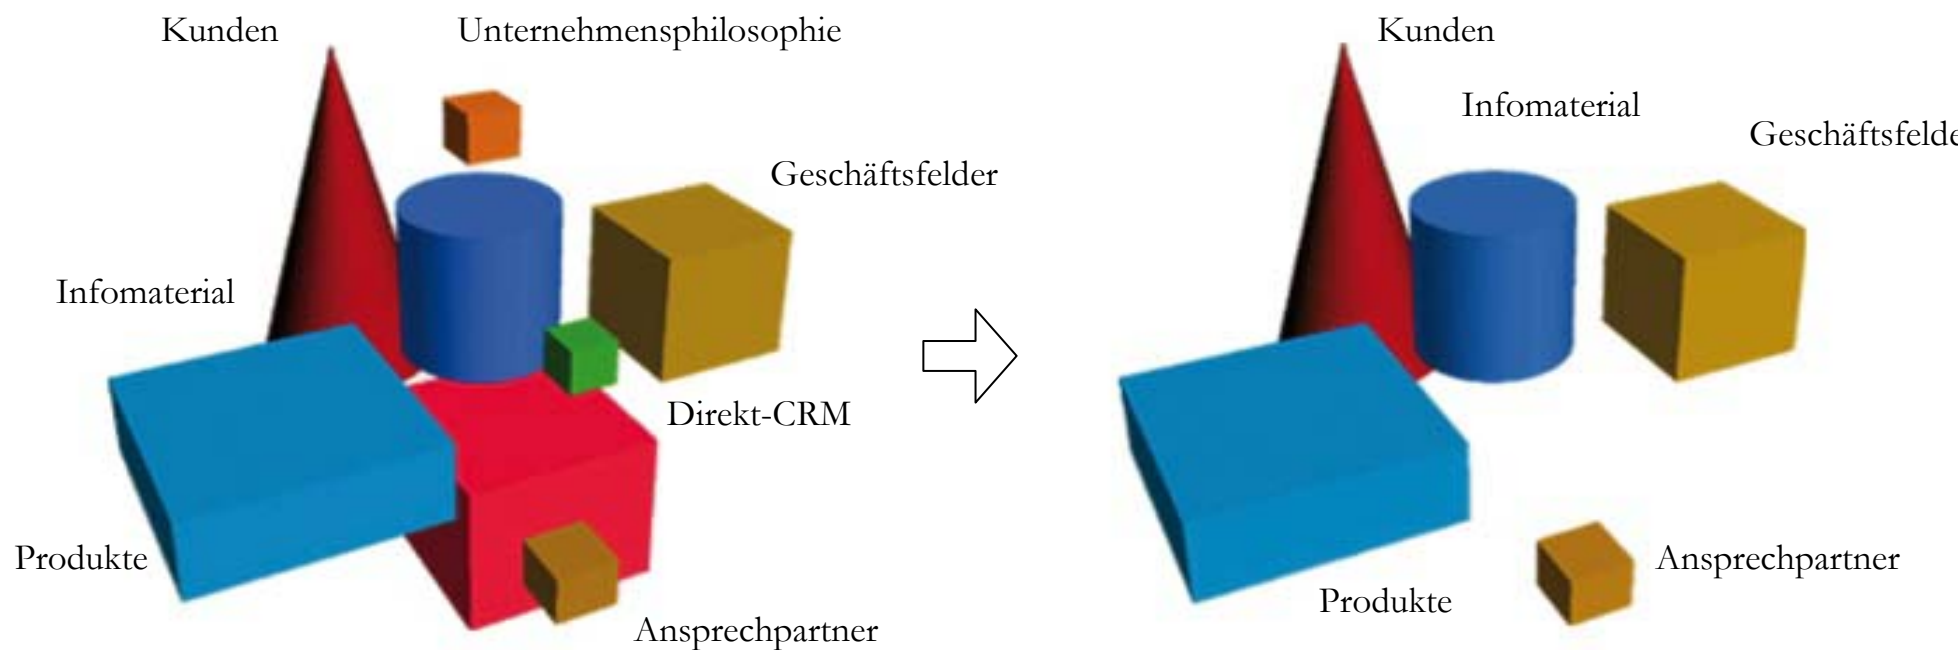 Kunden
Unternehmensphilosophie
Geschäftsfelder
Infomaterial
Direkt-CRM
Produkte
Ansprechpartner
Kunden
Infomaterial
Geschäftsfelde
Ansprechpartner
Produkte